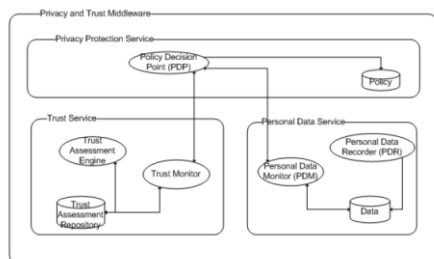 Privacy and Trust Middleware
Privacy Protection Service
Policy Decision
Point (PDP)
Policy
Trust Service
Trust
Assessment
Engine
Trust Monitor
Trust
Assessment
Repository
Personal Data Service
Personal Data
Recorder (PDR)
Personal Data
Monitor (PDM)
Data